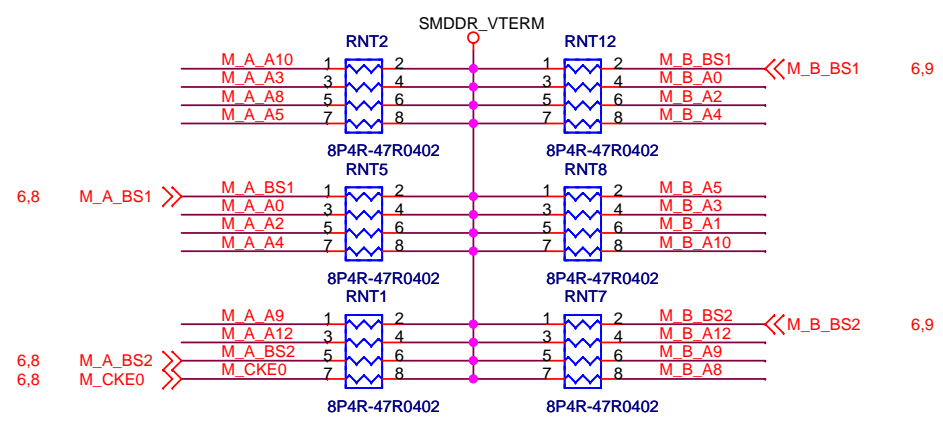 SMDDR_VTERM
RNT2 RNT12
M_A_A10 1 2 1 2 M_B_BS1 M_B_BS1 6,9
M_A_A3 3 4 3 4 M_B_A0
M_A_A8 5 6 5 6 M_B_A2
M_A_A5 7 8 7 8 M_B_A4
8P4R-47R0402 8P4R-47R0402
RNT5 RNT8
6,8 M_A_BS1 M_A_BS1 1 2 1 2 M_B_A5
M_A_A0 3 4 3 4 M_B_A3
M_A_A2 5 6 5 6 M_B_A1
M_A_A4 7 8 7 8 M_B_A10
8P4R-47R0402 8P4R-47R0402
RNT1 RNT7
M_A_A9 1 2 1 2 M_B_BS2 M_B_BS2 6,9
M_A_A12 3 4 3 4 M_B_A12
6,8 M_A_BS2 M_A_BS2 5 6 5 6 M_B_A9
6,8 M_CKE0 M_CKE0 7 8 7 8 M_B_A8
8P4R-47R0402 8P4R-47R0402